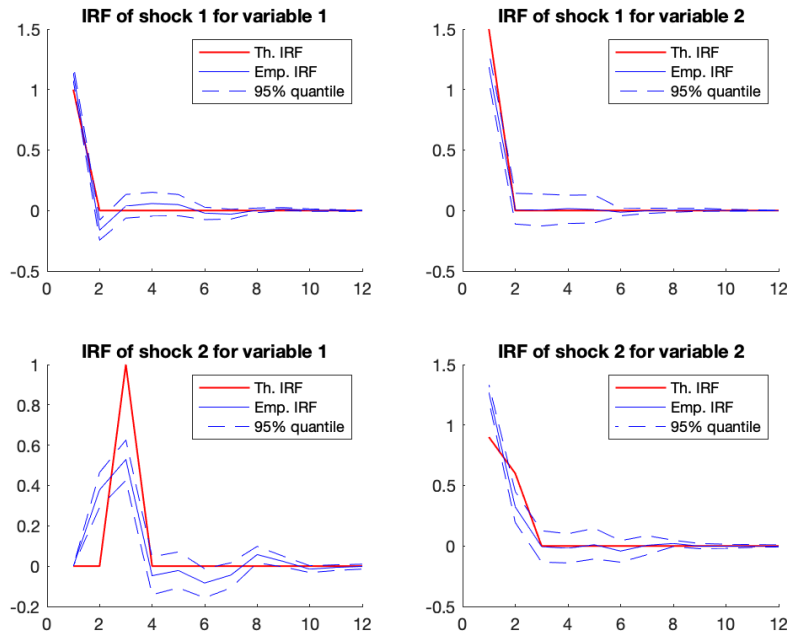 IRF of shock 1 for variable 1
1.5
1
0.5
0
-0.5
0 2 4 6 8 10 12
Th. IRF
Emp. IRF
95% quantile
IRF of shock 1 for variable 2
1.5
1
0.5
0
-0.5
0 2 4 6 8 10 12
Th. IRF
Emp. IRF
95% quantile
IRF of shock 2 for variable 1
1
0.8
0.6
0.4
0.2
0
-0.2
0 2 4 6 8 10 12
Th. IRF
Emp. IRF
95% quantile
IRF of shock 2 for variable 2
1.5
1
0.5
0
-0.5
0 2 4 6 8 10 12
Th. IRF
Emp. IRF
95% quantile